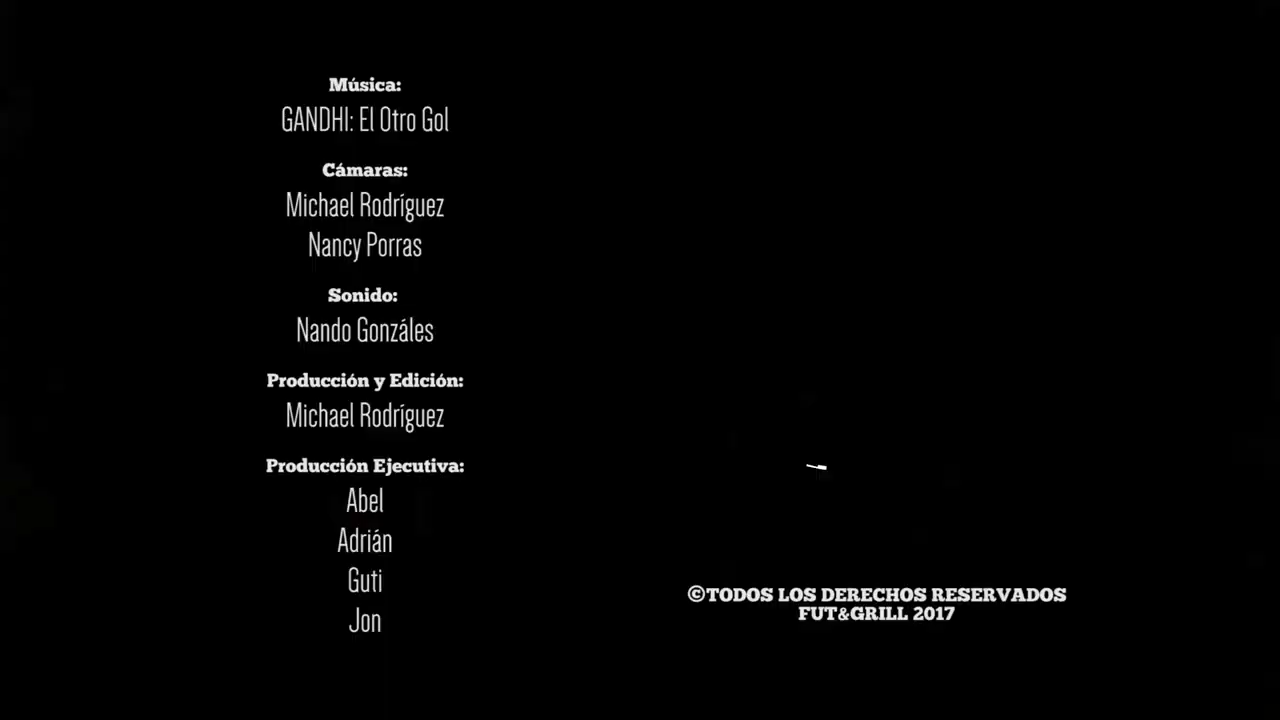 Música:
GANDHI: El Otro Gol
Cámaras:
Michael Rodríguez
Nancy Porras
Sonido:
Nando Gonzáles
Producción y Edición:
Michael Rodríguez
Producción Ejecutiva:
Abel
Adrián
Guti
Jon
©TODOS LOS DERECHOS RESERVADOS
FUT&GRILL 2017